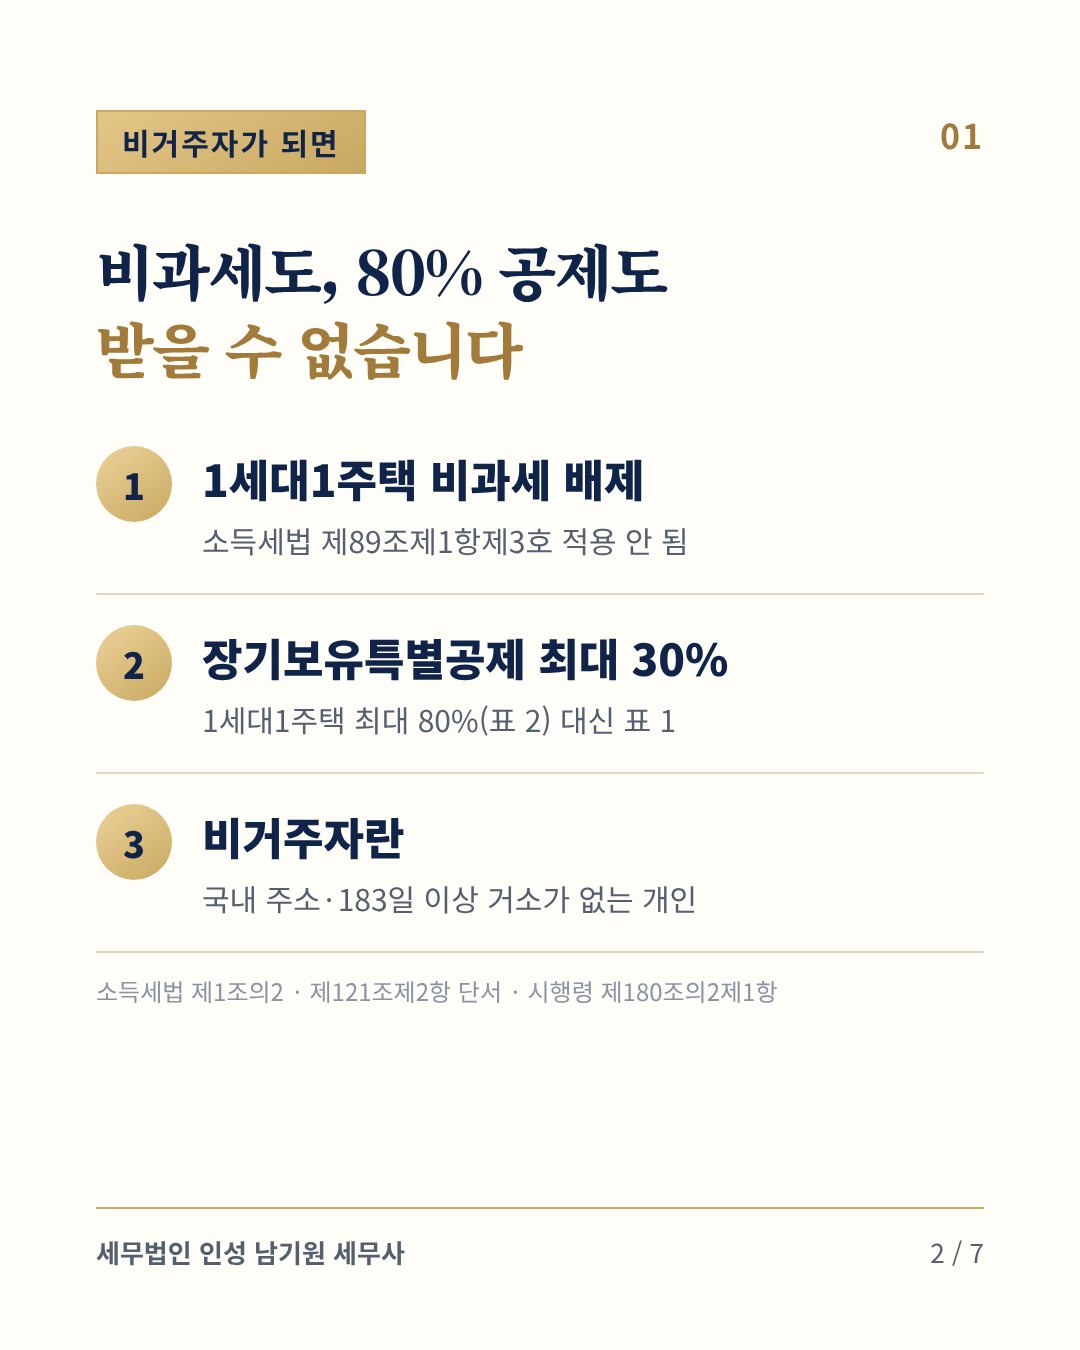 비거주자가 되면
01
비과세도, 80% 공제도
받을 수 없습니다
1
1세대1주택 비과세 배제
소득세법 제89조제1항제3호 적용 안 됨
2
장기보유특별공제 최대 30%
1세대1주택 최대 80%(표 2) 대신 표 1
3
비거주자란
국내 주소·183일 이상 거소가 없는 개인
소득세법 제1조의2 · 제121조제2항 단서 · 시행령 제180조의2제1항
세무법인 인성 남기원 세무사
2 / 7